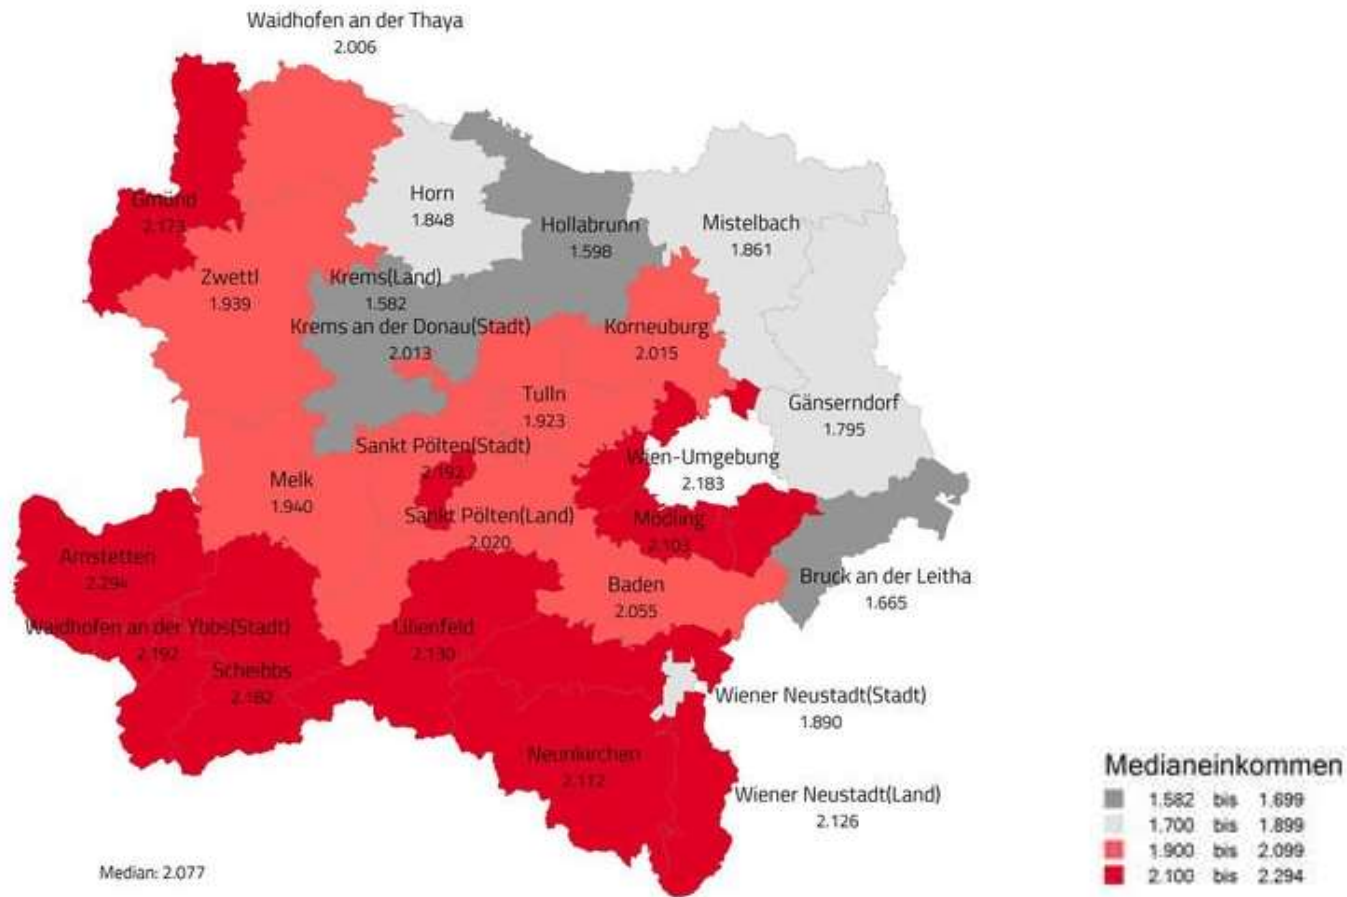 Waidhofen an der Thaya
2.006
Gmünd
2.173
Horn
1.848
Hollabrunn
1.598
Mistelbach
1.861
Zwettl
1.939
Krems(Land)
1.582
Krems an der Donau(Stadt)
2.013
Korneuburg
2.015
Tulln
1.923
Gänserndorf
1.795
Sankt Pölten(Stadt)
2.192
Wien-Umgebung
2.183
Melk
1.940
Sankt Pölten(Land)
2.020
Mödling
2.103
Amstetten
2.294
Baden
2.055
Bruck an der Leitha
1.665
Waidhofen an der Ybbs(Stadt)
2.192
Lilienfeld
2.130
Scheibbs
2.182
Wiener Neustadt(Stadt)
1.890
Neunkirchen
2.112
Wiener Neustadt(Land)
2.126
Median: 2.077
Medianeinkommen
1.582 bis 1.699
1.700 bis 1.899
1.900 bis 2.099
2.100 bis 2.294